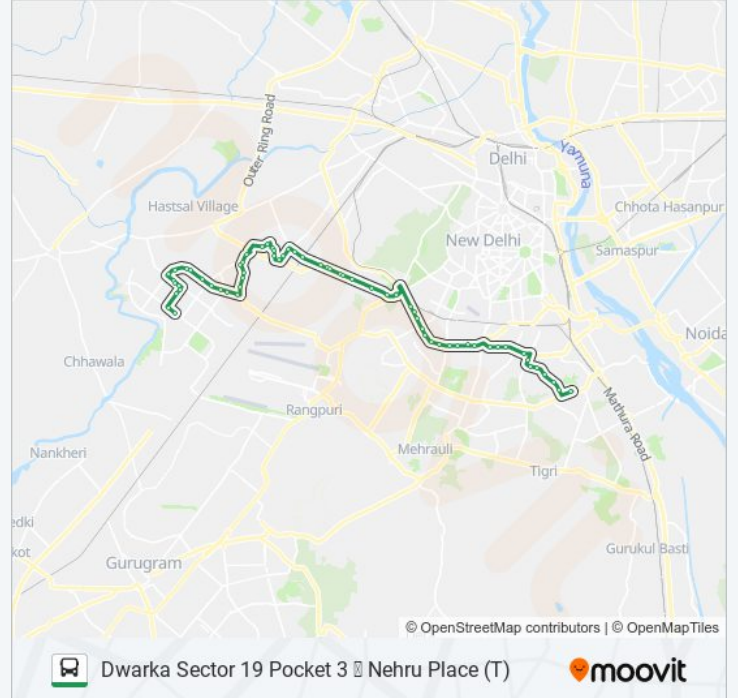 Outer Ring Road
Delhi
Yamuna
Hastsal Village
Chhota Hasanpur
New Delhi
Samaspur
Noida
Chhawala
Rangpuri
Mathura Road
Mehrauli
Nankheri
Tigri
edki
kot
Gurukul Basti
Gurugram
© OpenStreetMap contributors | © OpenMapTiles
Dwarka Sector 19 Pocket 3 Nehru Place (T)
moovit